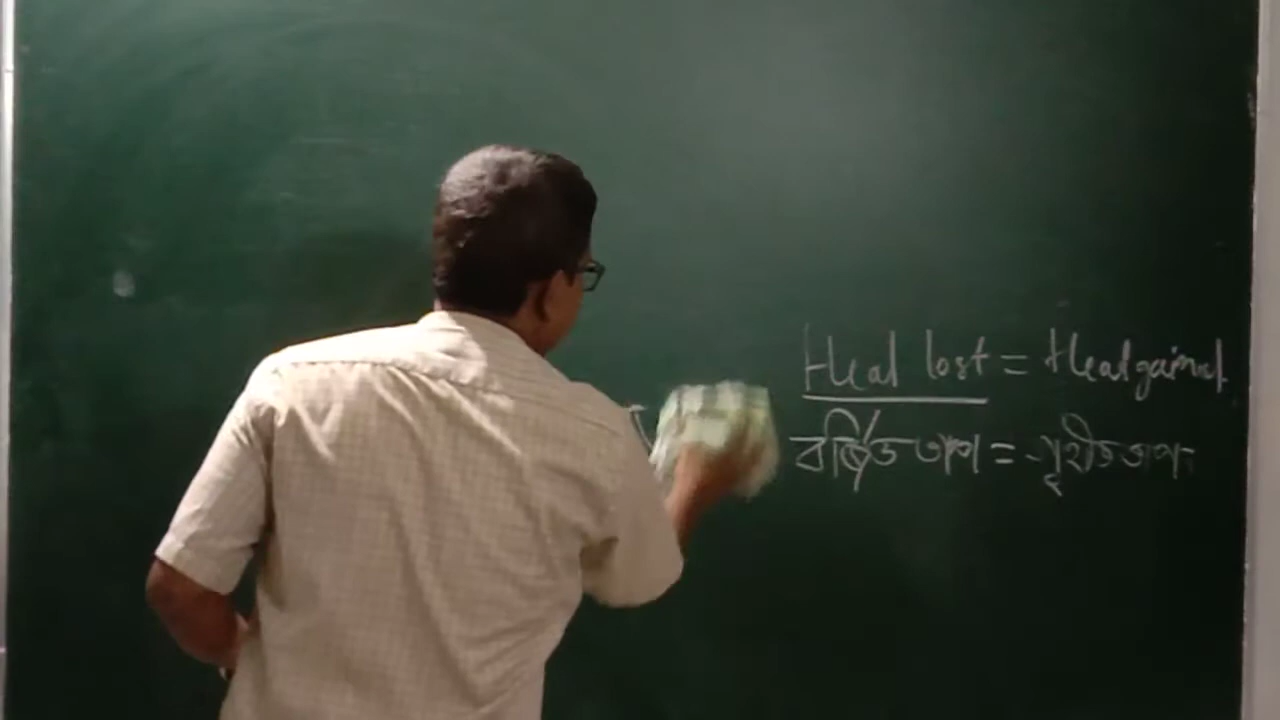 Heat lost = Heat gained
বর্জিত তাপ = গৃহীত তাপ